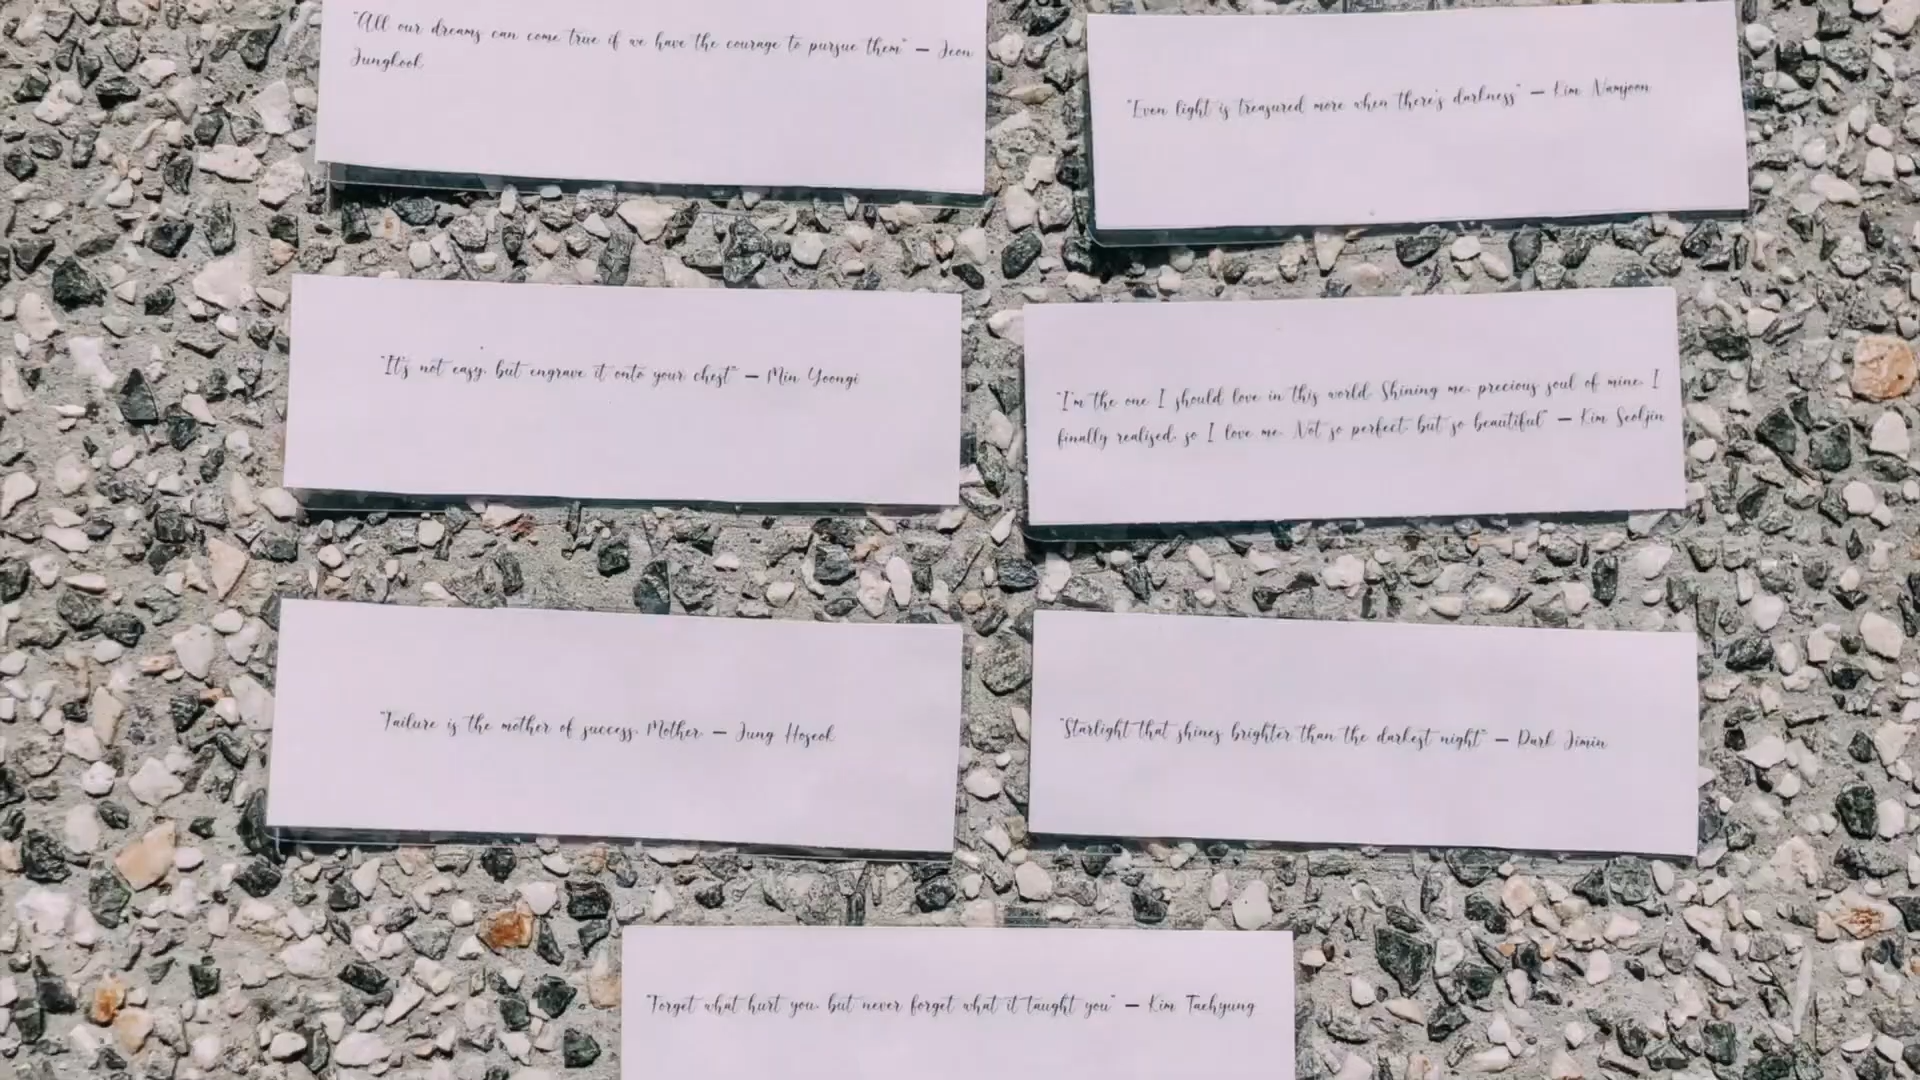 "All our dreams can come true if we have the courage to pursue them" – Jeon
Jungkook
"Even light is treasured more when there's darkness" – Kim Namjoon
"It's not easy, but engrave it onto your chest" – Min Yoongi
"I'm the one I should love in this world. Shining me, precious soul of mine. I
finally realised, so I love me. Not so perfect, but so beautiful" – Kim Seokjin
"Failure is the mother of success. Mother. – Jung Hoseok
"Starlight that shines brighter than the darkest night" – Park Jimin
"Forget what hurt you, but never forget what it taught you" – Kim Taehyung